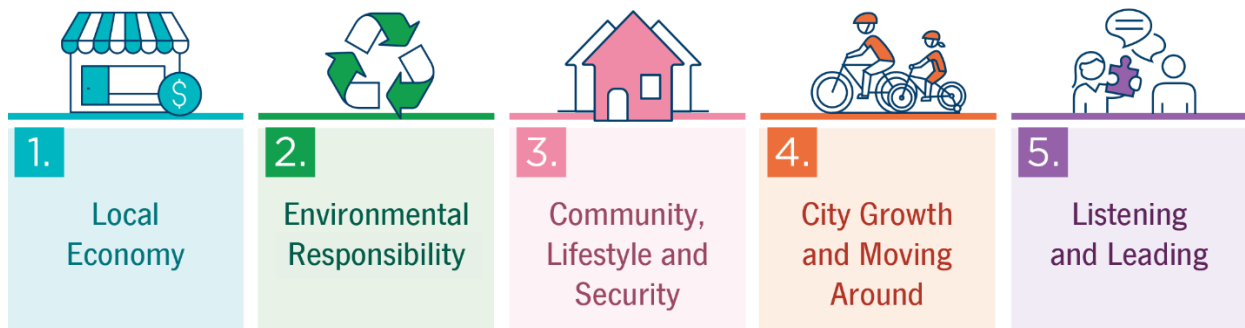 $
1.
Local
Economy
2.
Environmental
Responsibility
3.
Community,
Lifestyle and
Security
4.
City Growth
and Moving
Around
5.
Listening
and Leading